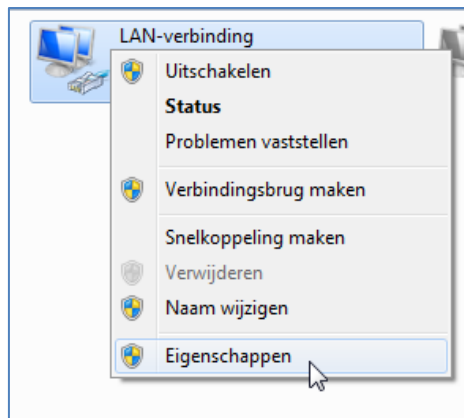 LAN-verbinding
Uitschakelen
Status
Problemen vaststellen
Verbindingsbrug maken
Snelkoppeling maken
Verwijderen
Naam wijzigen
Eigenschappen